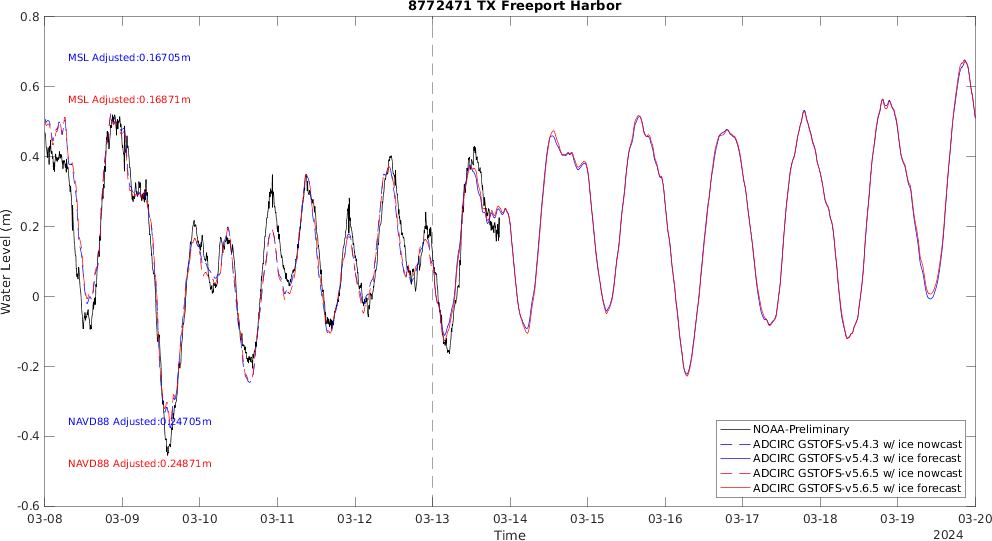 8772471 TX Freeport Harbor
0.8
0.6
0.4
0.2
0
-0.2
-0.4
-0.6
Water Level (m)
MSL Adjusted:0.16705m
MSL Adjusted:0.16871m
NAVD88 Adjusted:0.24705m
NAVD88 Adjusted:0.24871m
NOAA-Preliminary
ADCIRC GSTOFS-v5.4.3 w/ ice nowcast
ADCIRC GSTOFS-v5.4.3 w/ ice forecast
ADCIRC GSTOFS-v5.6.5 w/ ice nowcast
ADCIRC GSTOFS-v5.6.5 w/ ice forecast
03-08 03-09 03-10 03-11 03-12 03-13 03-14 03-15 03-16 03-17 03-18 03-19 03-20
Time
2024